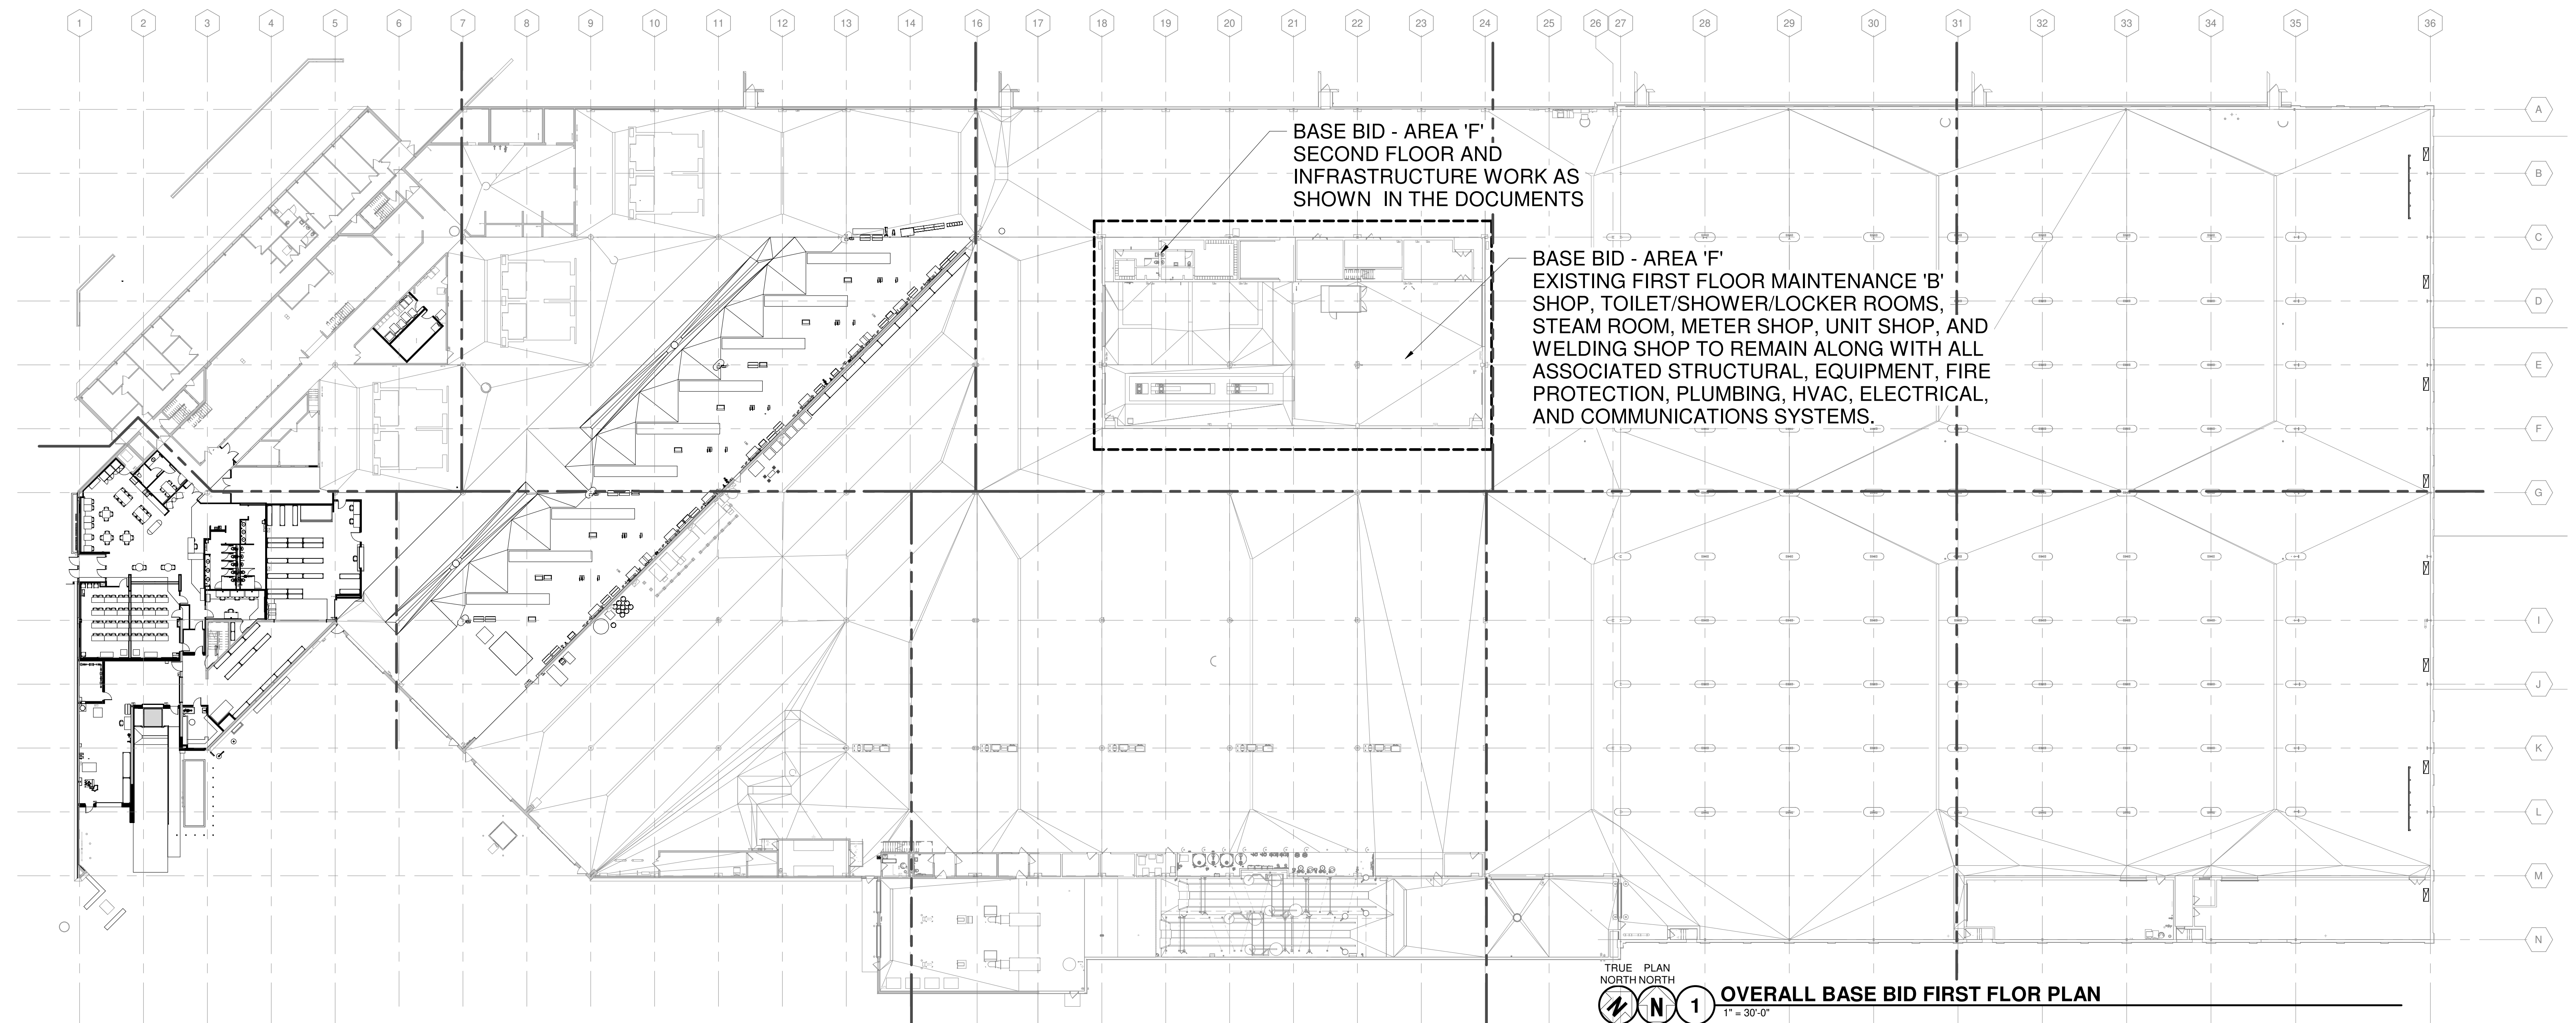 1 2 3 4 5 6 7 8 9 10 11 12 13 14 16 17 18 19 20 21 22 23 24 25 26 27 28 29 30 31 32 33 34 35 36
A
B
C
D
E
F
G
I
J
K
L
M
N
BASE BID - AREA 'F'
SECOND FLOOR AND
INFRASTRUCTURE WORK AS
SHOWN IN THE DOCUMENTS
BASE BID - AREA 'F'
EXISTING FIRST FLOOR MAINTENANCE 'B'
SHOP, TOILET/SHOWER/LOCKER ROOMS,
STEAM ROOM, METER SHOP, UNIT SHOP, AND
WELDING SHOP TO REMAIN ALONG WITH ALL
ASSOCIATED STRUCTURAL, EQUIPMENT, FIRE
PROTECTION, PLUMBING, HVAC, ELECTRICAL,
AND COMMUNICATIONS SYSTEMS.
TRUE NORTH
PLAN NORTH
N N 1
OVERALL BASE BID FIRST FLOR PLAN
1" = 30'-0"